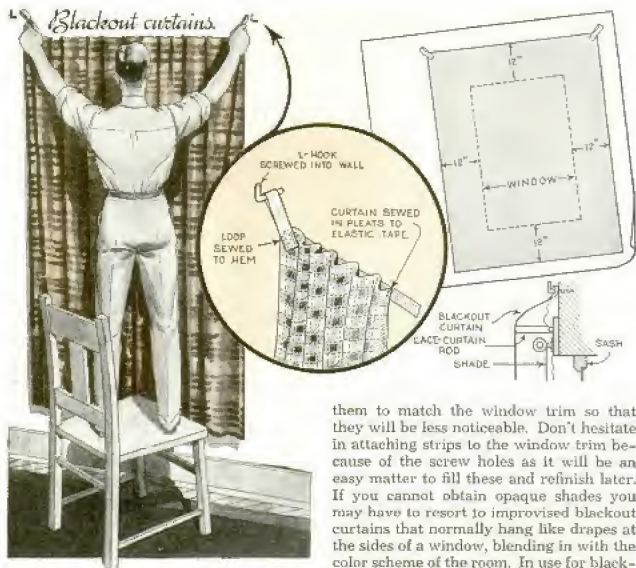 L
Blackout curtains.
L
L-HOOK
SCREWED INTO WALL
LOOP
SEWED
TO HEM
CURTAIN SEWED
IN PLEATS TO
ELASTIC TAPE
12"
12"
12"
WINDOW
12"
BLACKOUT
CURTAIN
LACE-CURTAIN
ROD
SHADE
SASH
them to match the window trim so that
they will be less noticeable. Don't hesitate
in attaching strips to the window trim be-
cause of the screw holes as it will be an
easy matter to fill these and refinish later.
If you cannot obtain opaque shades you
may have to resort to improvised blackout
curtains that normally hang like drapes at
the sides of a window, blending in with the
color scheme of the room. In use for black-